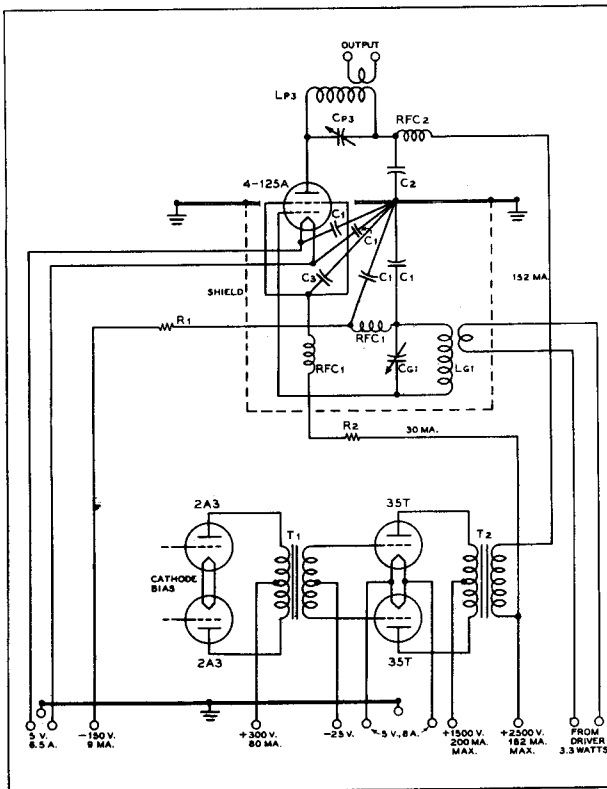 OUTPUT
LP3
CP3
RFC2
4-125A
C2
C1
C1
C3
C1
C1
SHIELD
152 MA.
R1
RFC1
RFC1
CG1
LG1
R2
30 MA.
2A3
35T
T1
T2
CATHODE
BIAS
2A3
35T
5 V.
6.5 A.
-150 V.
9 MA.
+300 V.
80 MA.
-25 V.
5 V., 8 A.
+1500 V.
200 MA.
MAX.
+2500 V.
182 MA.
MAX.
FROM
DRIVER
3.3 WATTS